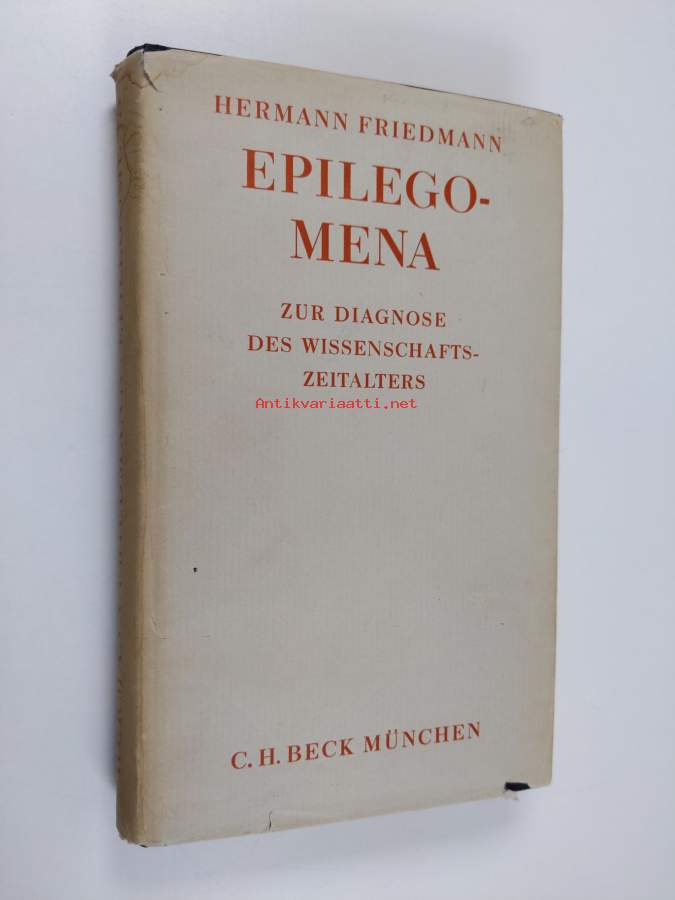 HERMANN FRIEDMANN
EPILEGO-
MENA
ZUR DIAGNOSE
DES WISSENSCHAFTS-
ZEITALTERS
Antikvariaatti.net
C.H.BECK MÜNCHEN